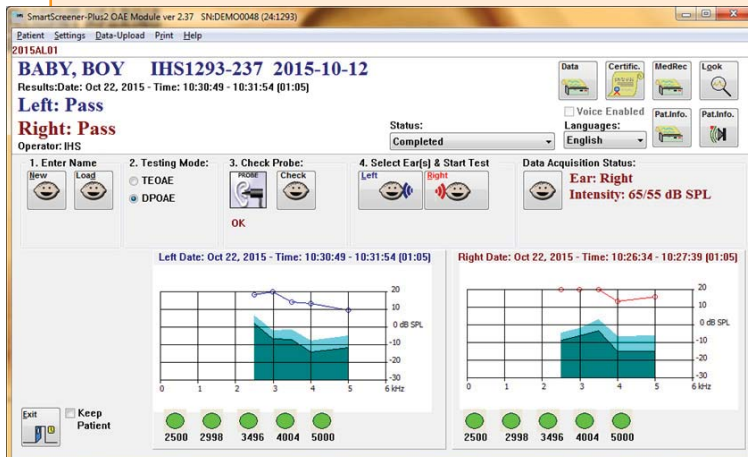 SmartScreener-Plus2 OAE Module ver 2.37 SN:DEMO0048 (24:1293)
Patient Settings Data-Upload Print Help
2015AL01
BABY, BOY IHS1293-237 2015-10-12
Results:Date: Oct 22, 2015 - Time: 10:30:49 - 10:31:54 (01:05)
Left: Pass
Right: Pass
Operator: IHS
Status:
Completed
Data Certific. MedRec Look
Voice Enabled
Languages:
English
Pat.Info. Pat.Info.
1. Enter Name
New Load
2. Testing Mode:
TEOAE
DPOAE
3. Check Probe:
PROBE Check
OK
4. Select Ear(s) & Start Test
Left Right
Data Acquisition Status:
Ear: Right
Intensity: 65/55 dB SPL
Left Date: Oct 22, 2015 - Time: 10:30:49 - 10:31:54 (01:05)
20
10
0 dB SPL
-10
-20
-30
0 1 2 3 4 5 6 kHz
2500 2998 3496 4004 5000
Right Date: Oct 22, 2015 - Time: 10:26:34 - 10:27:39 (01:05)
20
10
0 dB SPL
-10
-20
-30
0 1 2 3 4 5 6 kHz
2500 2998 3496 4004 5000
Exit
Keep
Patient